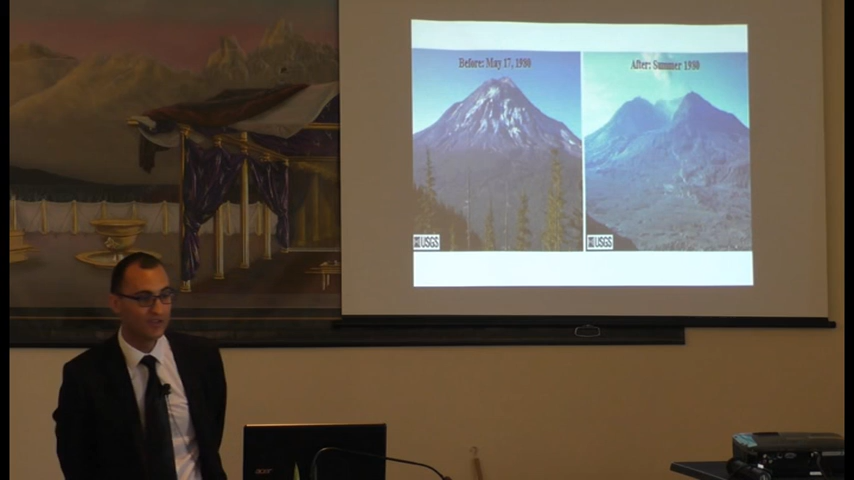 Before: May 17, 1980
After: Summer 1980
USGS
USGS
acer